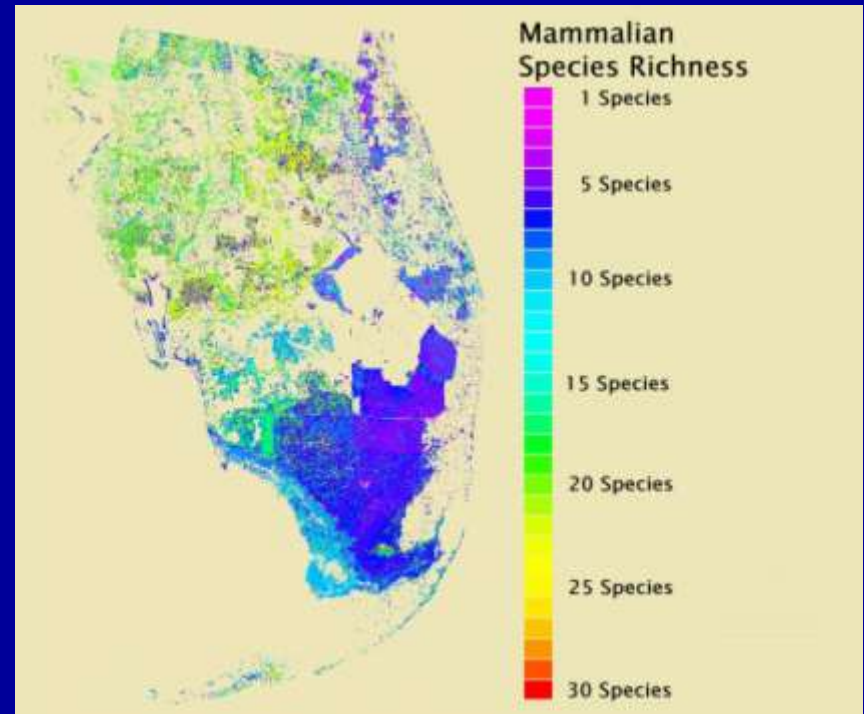 Mammalian
Species Richness
1 Species
5 Species
10 Species
15 Species
20 Species
25 Species
30 Species